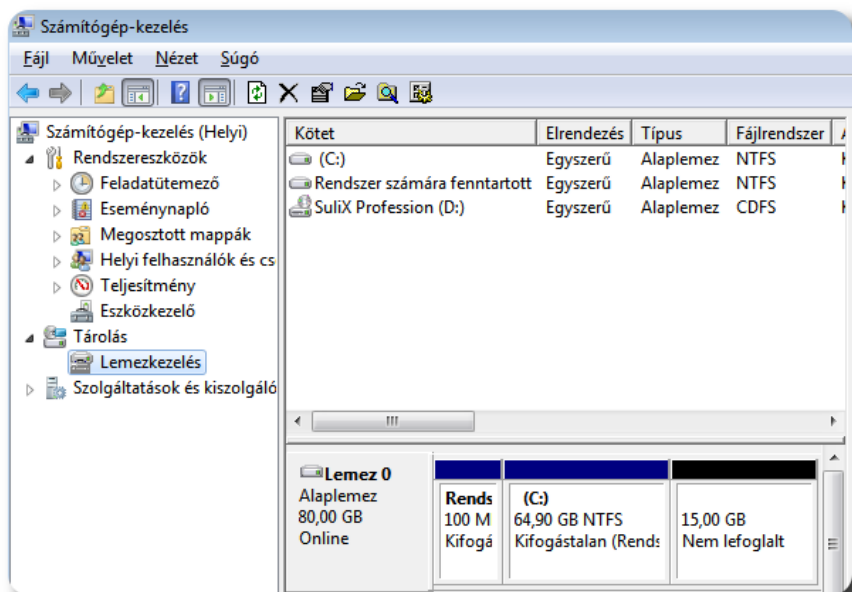 Számítógép-kezelés
Fájl Művelet Nézet Súgó
Számítógép-kezelés (Helyi)
Rendszereszközök
Feladatütemező
Eseménynapló
Megosztott mappák
Helyi felhasználók és cs
Teljesítmény
Eszközkezelő
Tárolás
Lemezkezelés
Szolgáltatások és kiszolgáló
Kötet Elrendezés Típus Fájlrendszer
(C:) Egyszerű Alaplemez NTFS
Rendszer számára fenntartott Egyszerű Alaplemez NTFS
SuliX Profession (D:) Egyszerű Alaplemez CDFS
Lemez 0
Alaplemez
80,00 GB
Online
Rends
100 M
Kifogá
(C:)
64,90 GB NTFS
Kifogástalan (Rends
15,00 GB
Nem lefoglalt